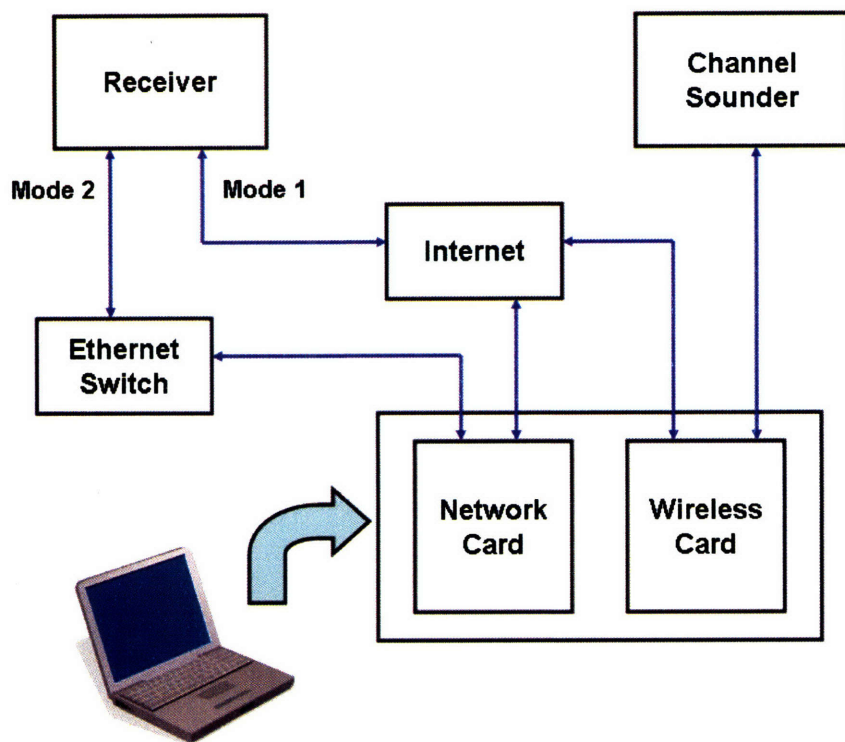 Receiver
Channel
Sounder
Mode 2
Mode 1
Internet
Ethernet
Switch
Network
Card
Wireless
Card